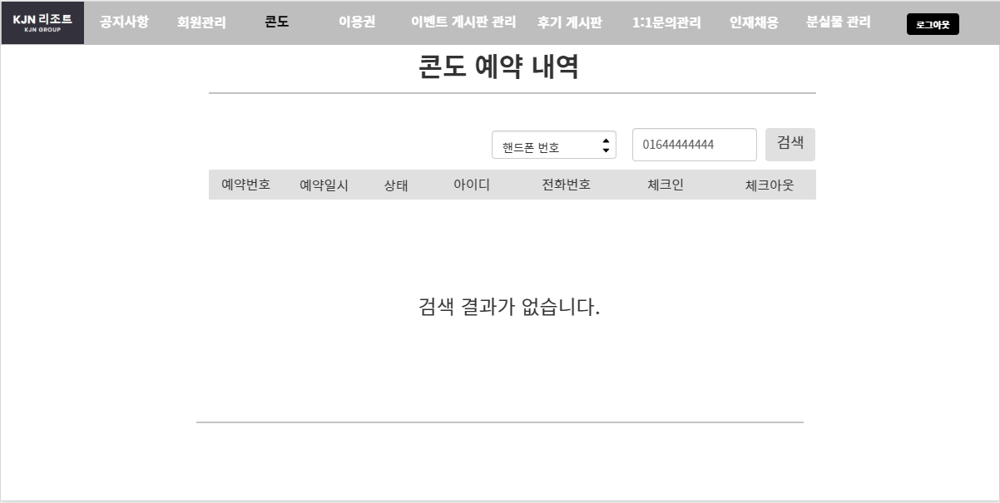 KJN 리조트
KJN GROUP
공지사항 회원관리 콘도 이용권 이벤트 게시판 관리 후기 게시판 1:1문의관리 인재채용 분실물 관리 로그아웃
콘도 예약 내역
핸드폰 번호 01644444444 검색
예약번호 예약일시 상태 아이디 전화번호 체크인 체크아웃
검색 결과가 없습니다.